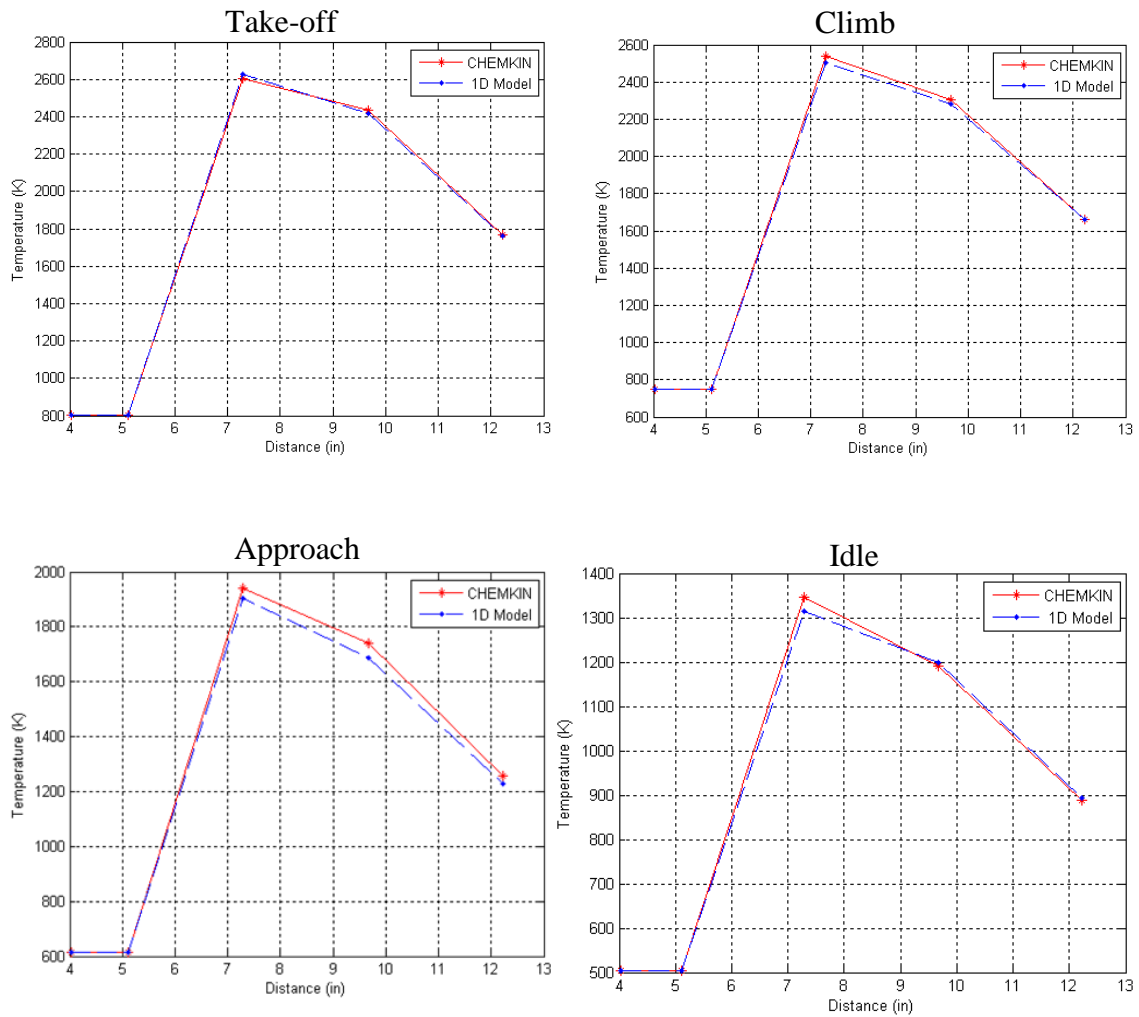 Take-off
CHEMKIN
1D Model
2800
2600
2400
2200
2000
1800
1600
1400
1200
1000
800
Temperature (K)
4 5 6 7 8 9 10 11 12 13
Distance (in)
Climb
CHEMKIN
1D Model
2600
2400
2200
2000
1800
1600
1400
1200
1000
800
600
Temperature (K)
4 5 6 7 8 9 10 11 12 13
Distance (in)
Approach
CHEMKIN
1D Model
2000
1800
1600
1400
1200
1000
800
600
Temperature (K)
4 5 6 7 8 9 10 11 12 13
Distance (in)
Idle
CHEMKIN
1D Model
1400
1300
1200
1100
1000
900
800
700
600
500
Temperature (K)
4 5 6 7 8 9 10 11 12 13
Distance (in)